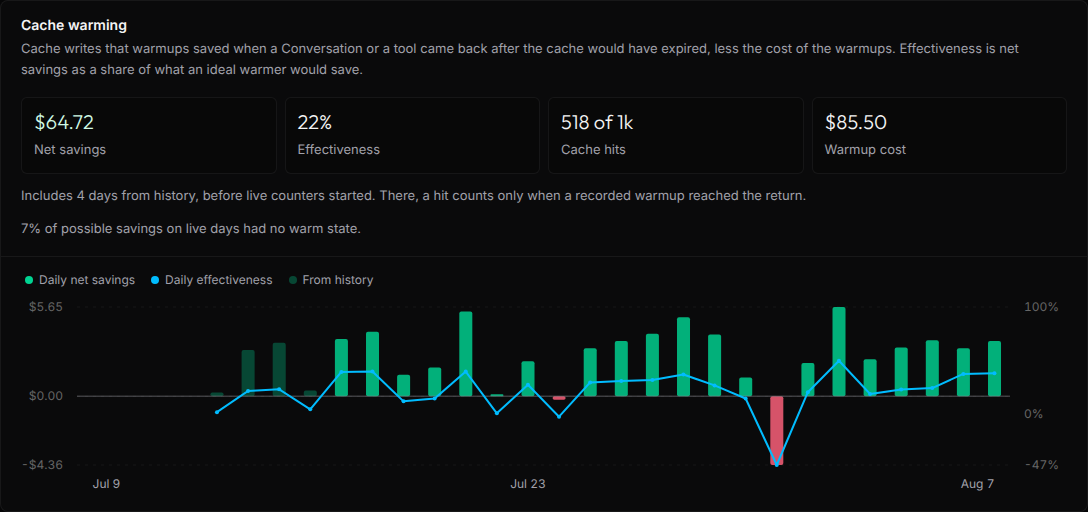 Cache warming
Cache writes that warmups saved when a Conversation or a tool came back after the cache would have expired, less the cost of the warmups. Effectiveness is net
savings as a share of what an ideal warmer would save.
$64.72
Net savings
22%
Effectiveness
518 of 1k
Cache hits
$85.50
Warmup cost
Includes 4 days from history, before live counters started. There, a hit counts only when a recorded warmup reached the return.
7% of possible savings on live days had no warm state.
Daily net savings
Daily effectiveness
From history
$5.65
100%
$0.00
0%
-$4.36
-47%
Jul 9
Jul 23
Aug 7